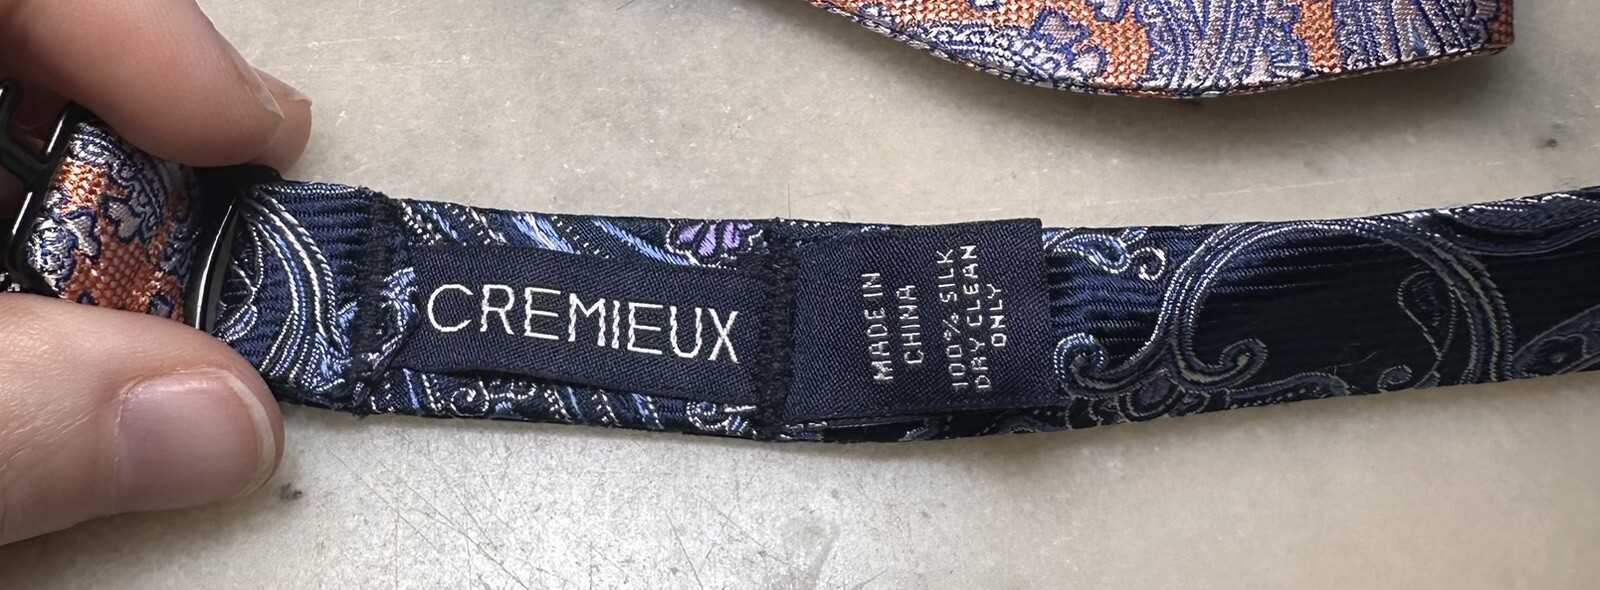 CREMIEUX
MADE IN
CHINA
100% SILK
DRY CLEAN
ONLY